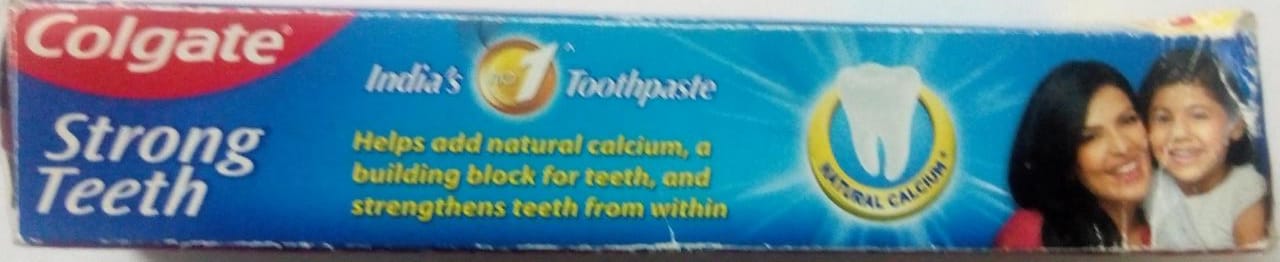 Colgate
Strong
Teeth
India's no 1 Toothpaste
Helps add natural calcium, a
building block for teeth, and
strengthens teeth from within
NATURAL CALCIUM